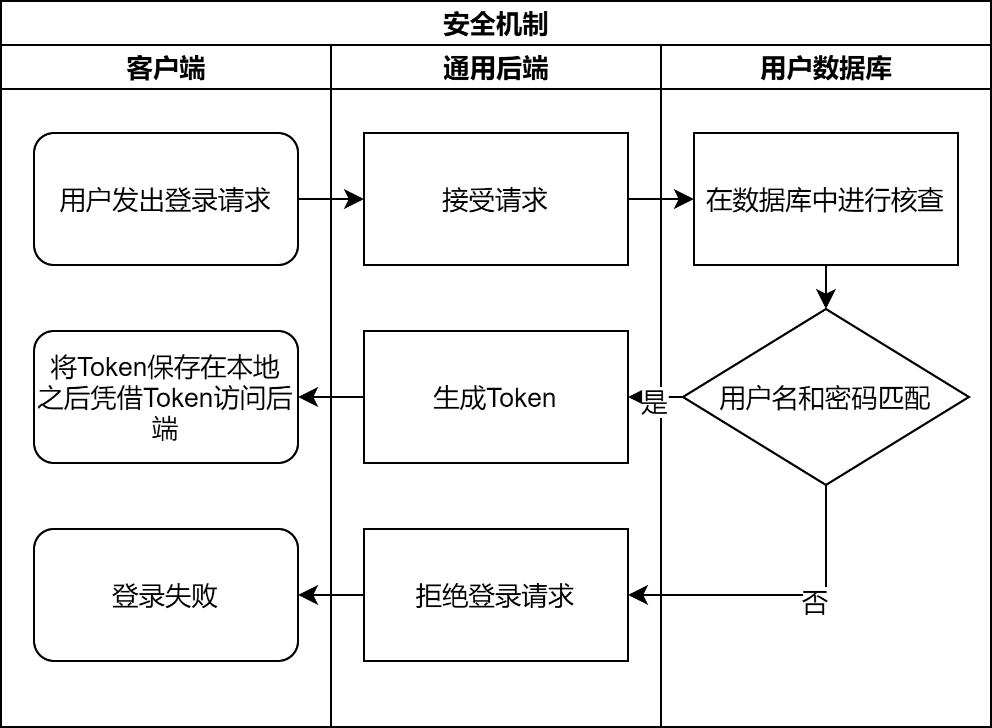 安全机制
客户端
通用后端
用户数据库
用户发出登录请求
接受请求
在数据库中进行核查
将Token保存在本地
之后凭借Token访问后
端
生成Token
是
用户名和密码匹配
登录失败
拒绝登录请求
否